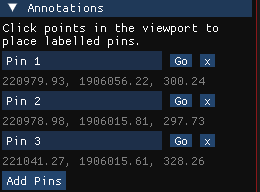 ▼ Annotations
Click points in the viewport to
place labelled pins.
Pin 1 Go x
220979.93, 1906056.22, 300.24
Pin 2 Go x
220978.98, 1906015.81, 297.73
Pin 3 Go x
221041.27, 1906015.61, 328.26
Add Pins